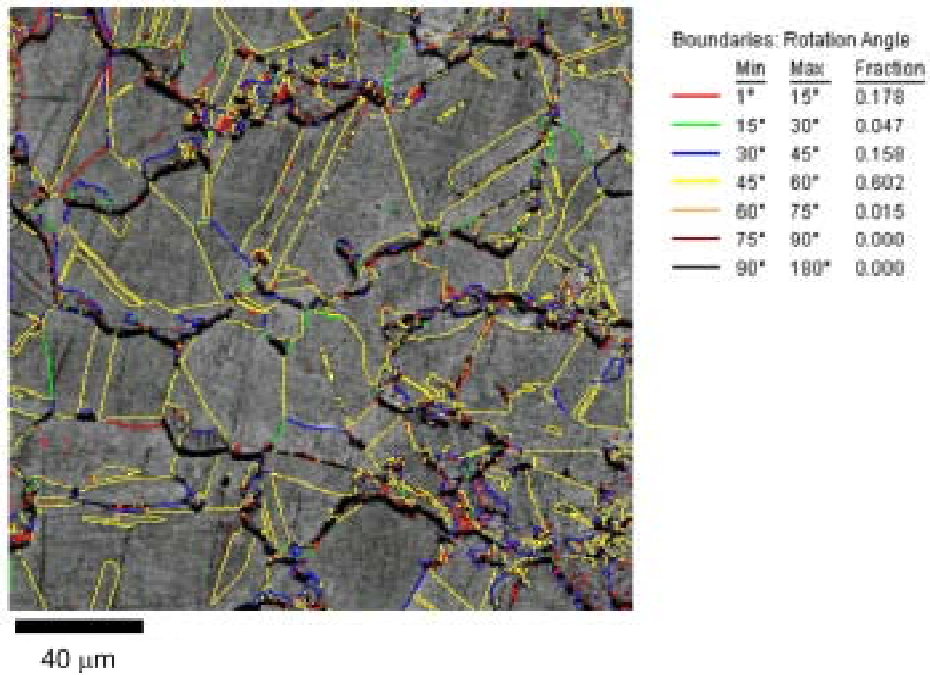 Boundaries: Rotation Angle
Min Max Fraction
1° 15° 0.178
15° 30° 0.047
30° 45° 0.158
45° 60° 0.602
60° 75° 0.015
75° 90° 0.000
90° 180° 0.000
40 μm